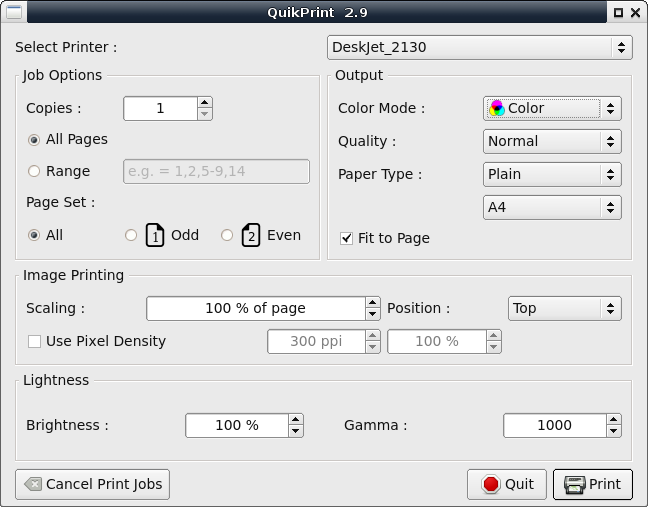 QuikPrint 2.9
Select Printer : DeskJet_2130
Job Options
Copies : 1
All Pages
Range e.g. = 1,2,5-9,14
Page Set :
All 1 Odd 2 Even
Output
Color Mode : Color
Quality : Normal
Paper Type : Plain
A4
Fit to Page
Image Printing
Scaling : 100 % of page Position : Top
Use Pixel Density 300 ppi 100 %
Lightness
Brightness : 100 % Gamma : 1000
Cancel Print Jobs Quit Print